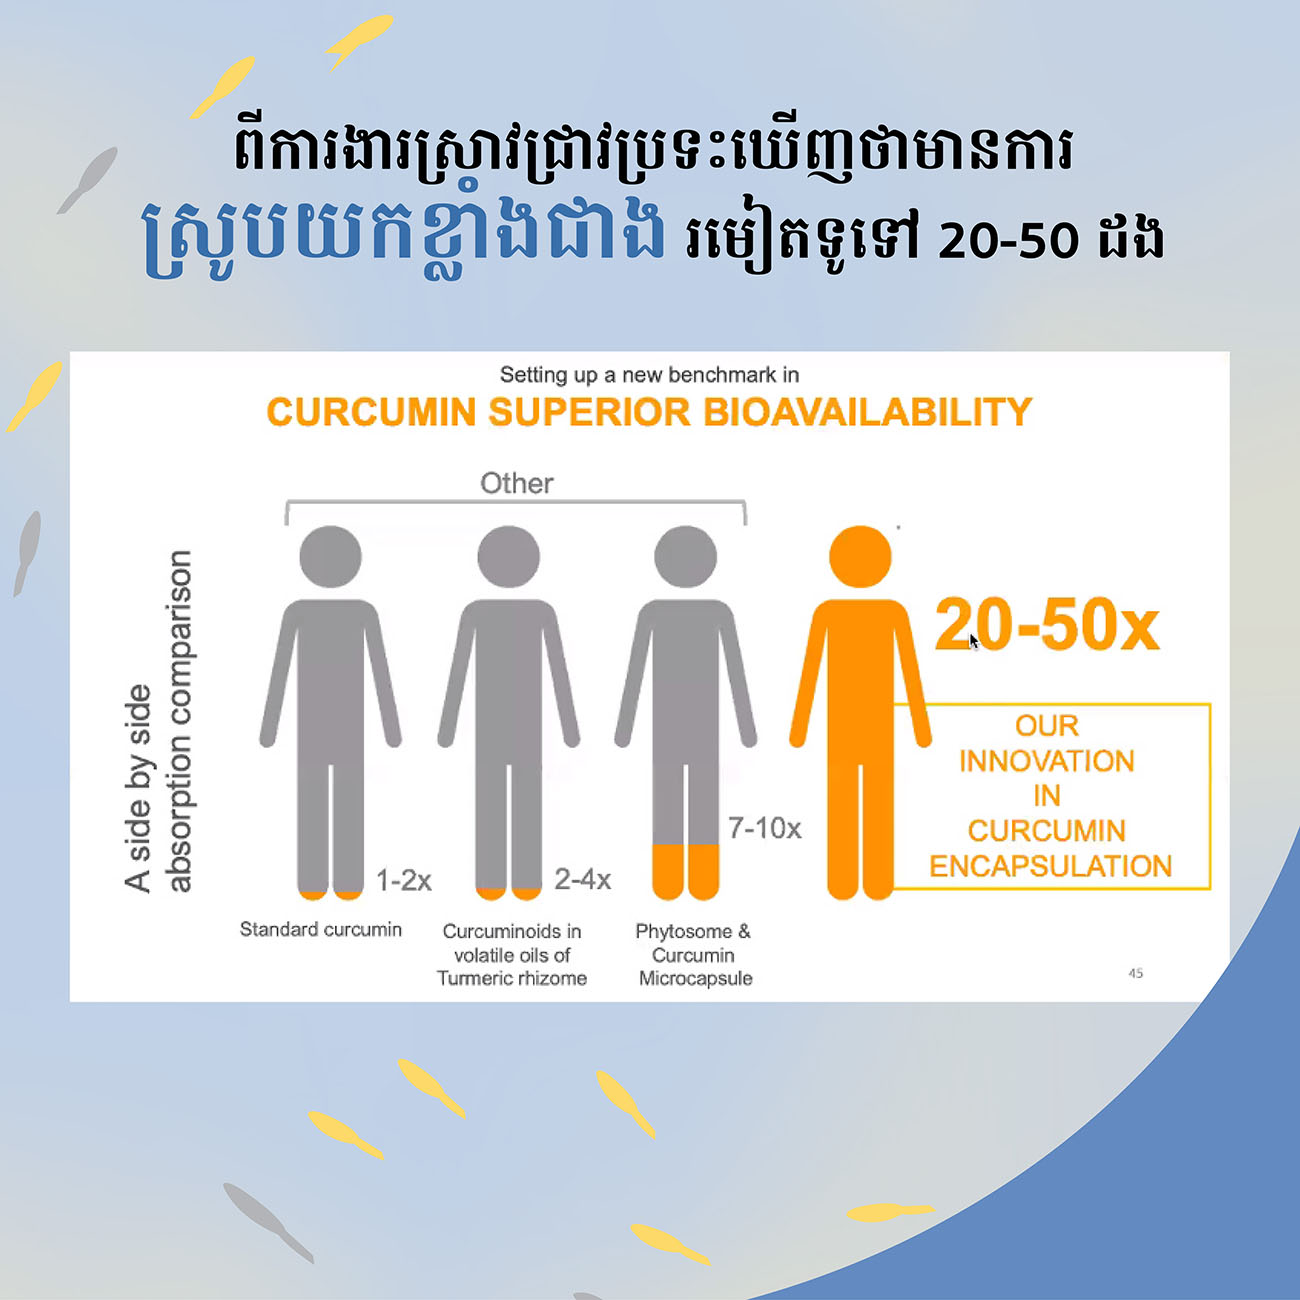 ពីការងារស្រាវជ្រាវប្រទះឃើញថាមានការ
ស្រូបយកខ្លាំងជាង រមៀតទូទៅ 20-50 ដង
Setting up a new benchmark in
CURCUMIN SUPERIOR BIOAVAILABILITY
Other
A side by side
absorption comparison
20-50x
OUR
INNOVATION
IN
CURCUMIN
ENCAPSULATION
7-10x
1-2x
2-4x
Standard curcumin
Curcuminoids in
volatile oils of
Turmeric rhizome
Phytosome &
Curcumin
Microcapsule
45